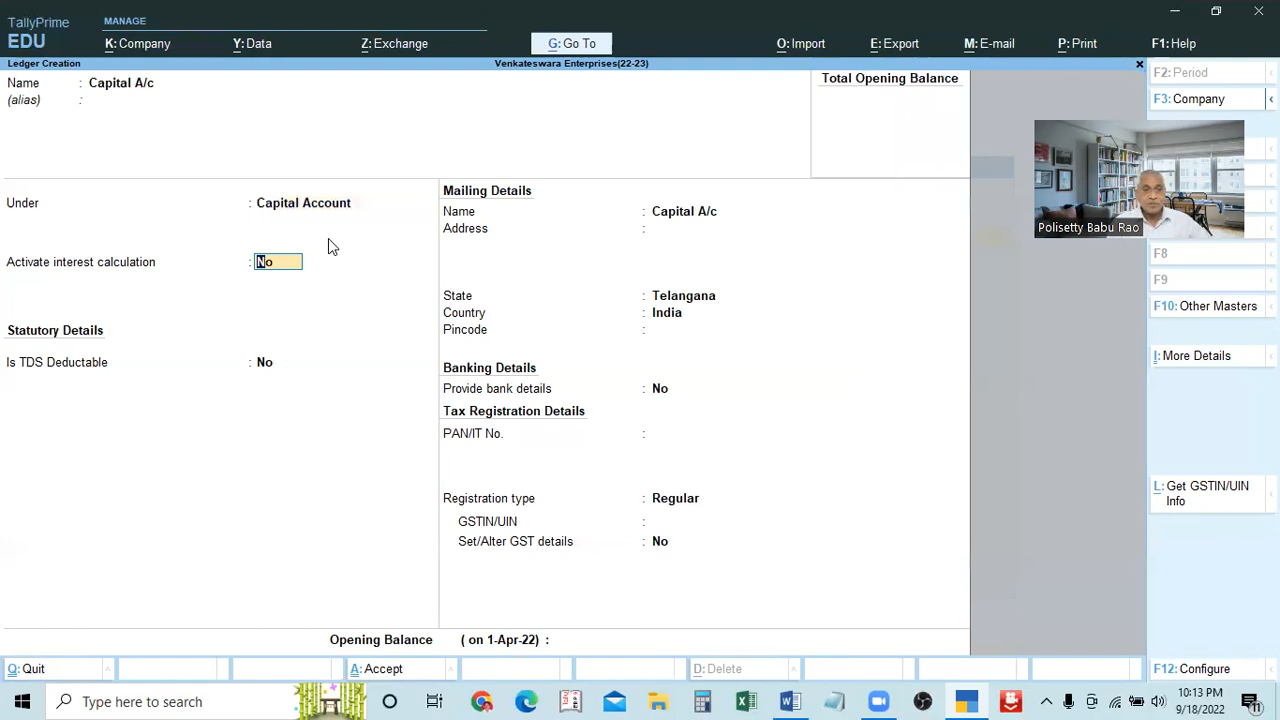 TallyPrime
EDU
MANAGE
K: Company
Y: Data
Z: Exchange
G: Go To
O: Import
E: Export
M: E-mail
P: Print
F1: Help
Ledger Creation
Venkateswara Enterprises(22-23)
Name : Capital A/c
(alias) :
Total Opening Balance
Under : Capital Account
Activate interest calculation : No
Statutory Details
Is TDS Deductable : No
Mailing Details
Name : Capital A/c
Address :
State : Telangana
Country : India
Pincode :
Banking Details
Provide bank details : No
Tax Registration Details
PAN/IT No. :
Registration type : Regular
GSTIN/UIN :
Set/Alter GST details : No
Opening Balance ( on 1-Apr-22) :
F2: Period
F3: Company
Polisetty Babu Rao
F8
F9
F10: Other Masters
I: More Details
L: Get GSTIN/UIN
Info
F12: Configure
Q: Quit
A: Accept
D: Delete
Type here to search
10:13 PM
9/18/2022
11